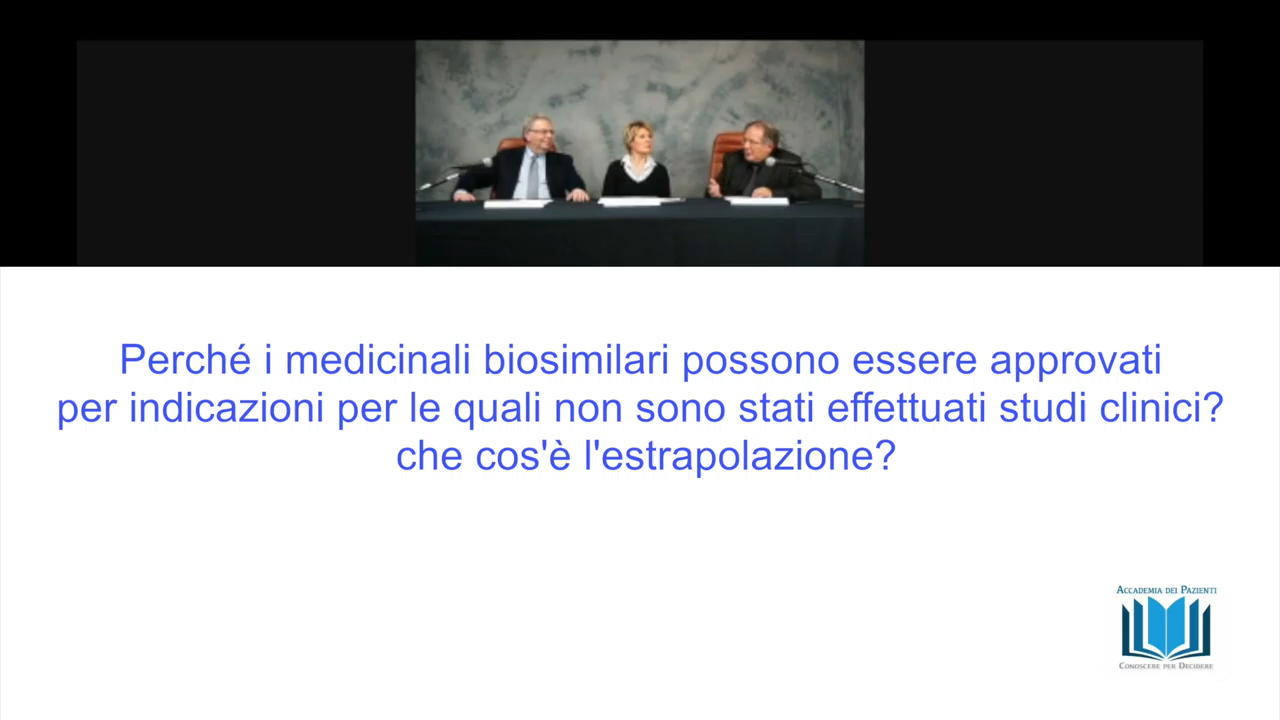 Perché i medicinali biosimilari possono essere approvati
per indicazioni per le quali non sono stati effettuati studi clinici?
che cos'è l'estrapolazione?
ACCADEMIA DEI PAZIENTI
CONOSCERE PER DECIDERE